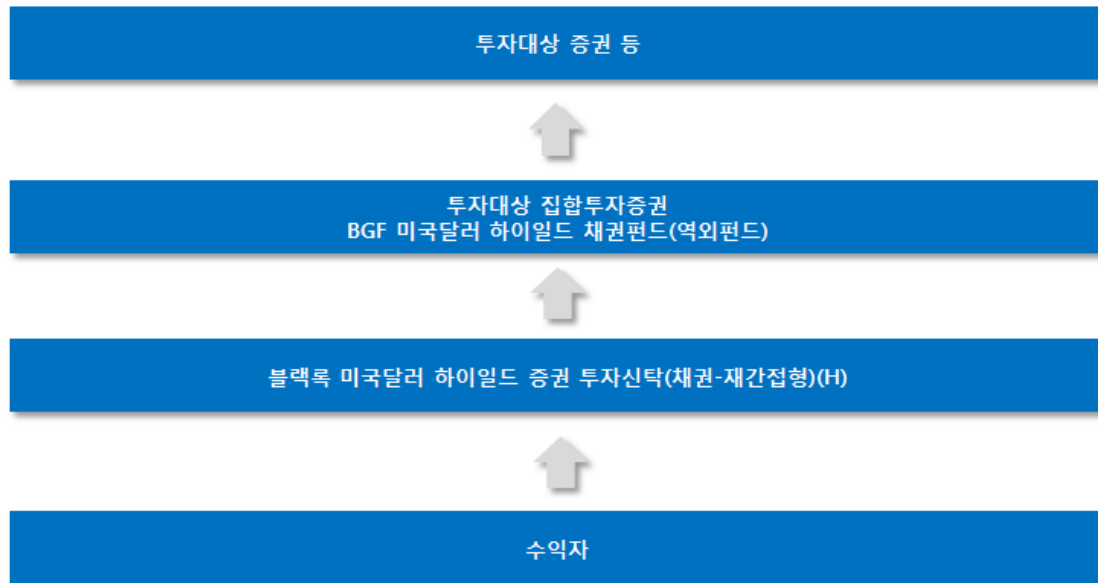 투자대상 증권 등
투자대상 집합투자증권
BGF 미국달러 하이일드 채권펀드(역외펀드)
블랙록 미국달러 하이일드 증권 투자신탁(채권-재간접형)(H)
수익자